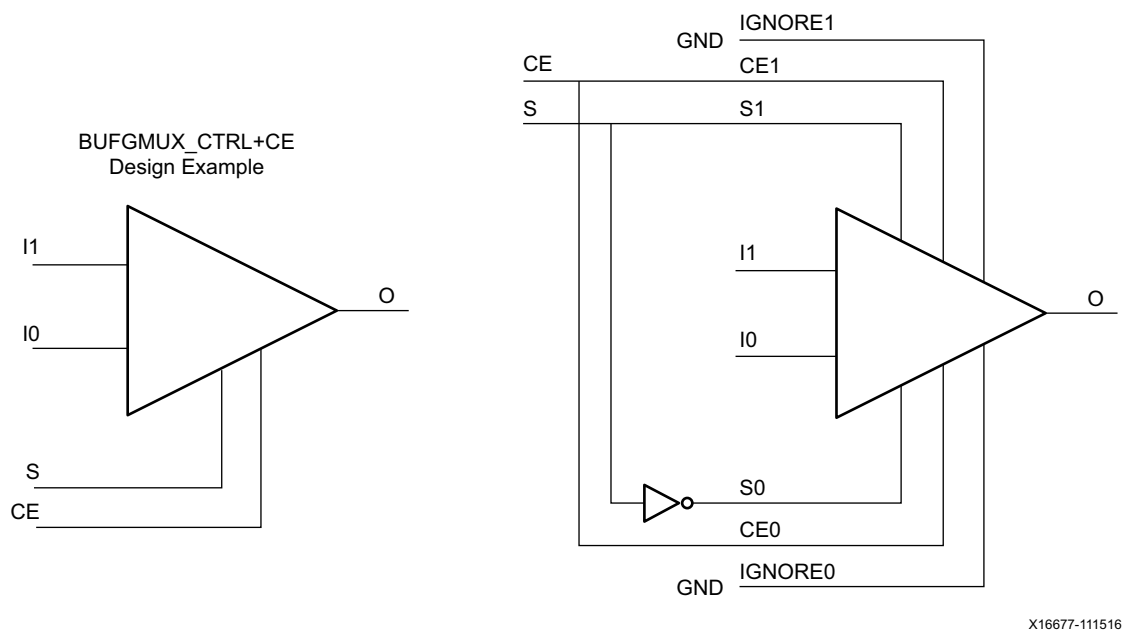 BUFGMUX_CTRL+CE
Design Example
I1
I0
O
S
CE
GND
IGNORE1
CE
CE1
S
S1
I1
I0
O
S0
CE0
GND
IGNORE0
X16677-111516